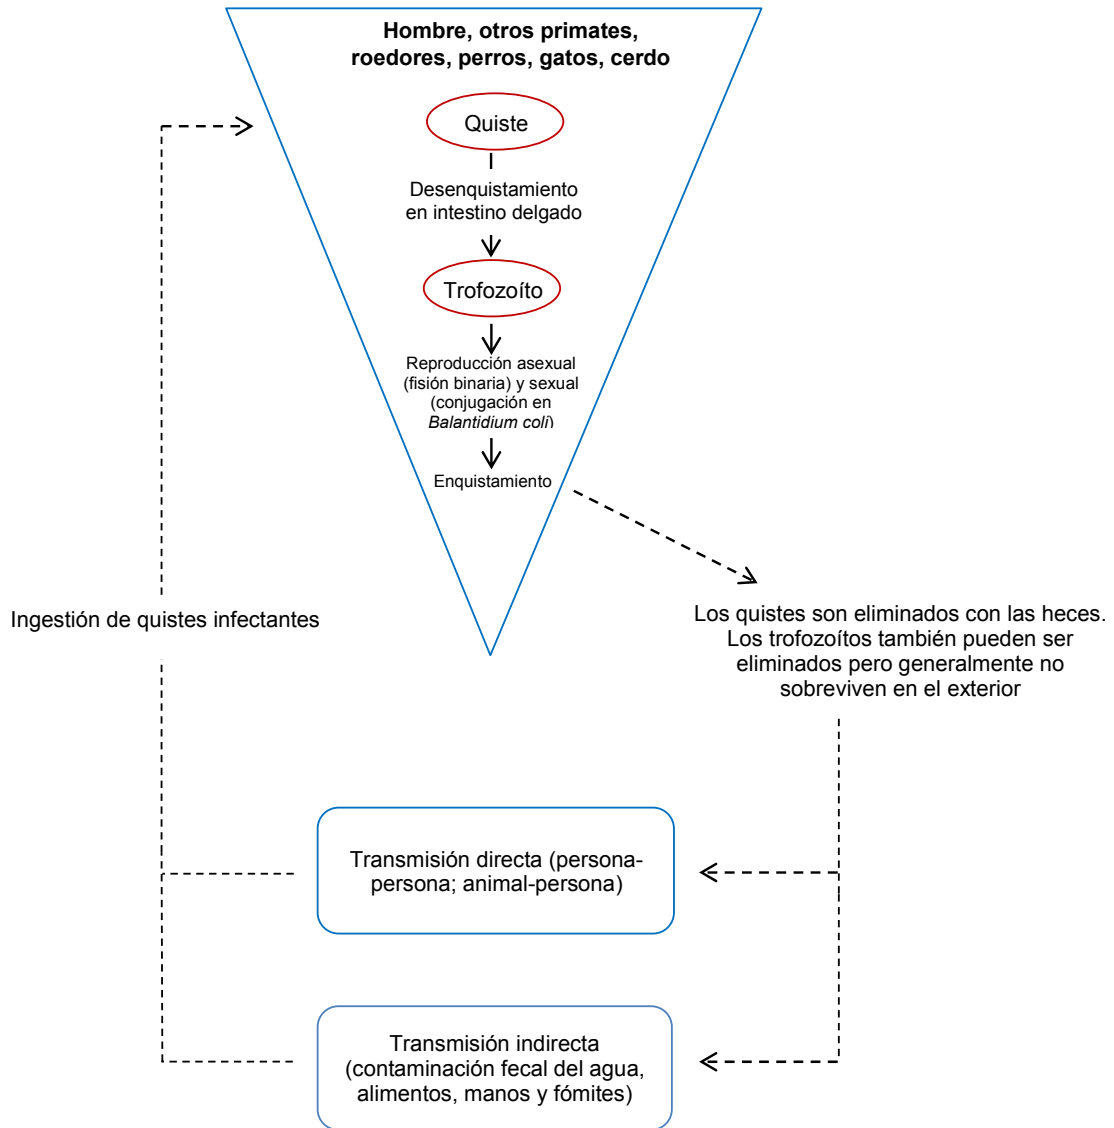 Hombre, otros primates,
roedores, perros, gatos, cerdo
Quiste
Desenquistamiento
en intestino delgado
Trofozoíto
Reproducción asexual
(fisión binaria) y sexual
(conjugación en
Balantidium coli)
Enquistamiento
Ingestión de quistes infectantes
Los quistes son eliminados con las heces.
Los trofozoítos también pueden ser
eliminados pero generalmente no
sobreviven en el exterior
Transmisión directa (persona-
persona; animal-persona)
Transmisión indirecta
(contaminación fecal del agua,
alimentos, manos y fómites)